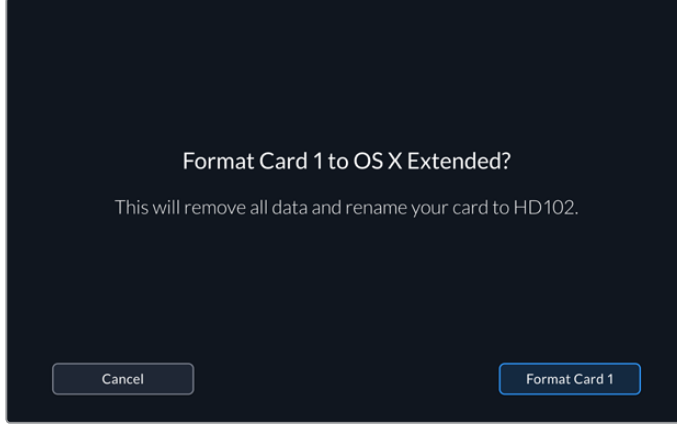 Format Card 1 to OS X Extended?
This will remove all data and rename your card to HD102.
Cancel
Format Card 1